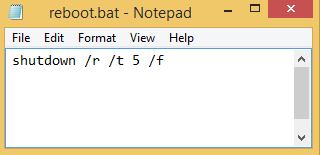 reboot.bat - Notepad
File Edit Format View Help
shutdown /r /t 5 /f